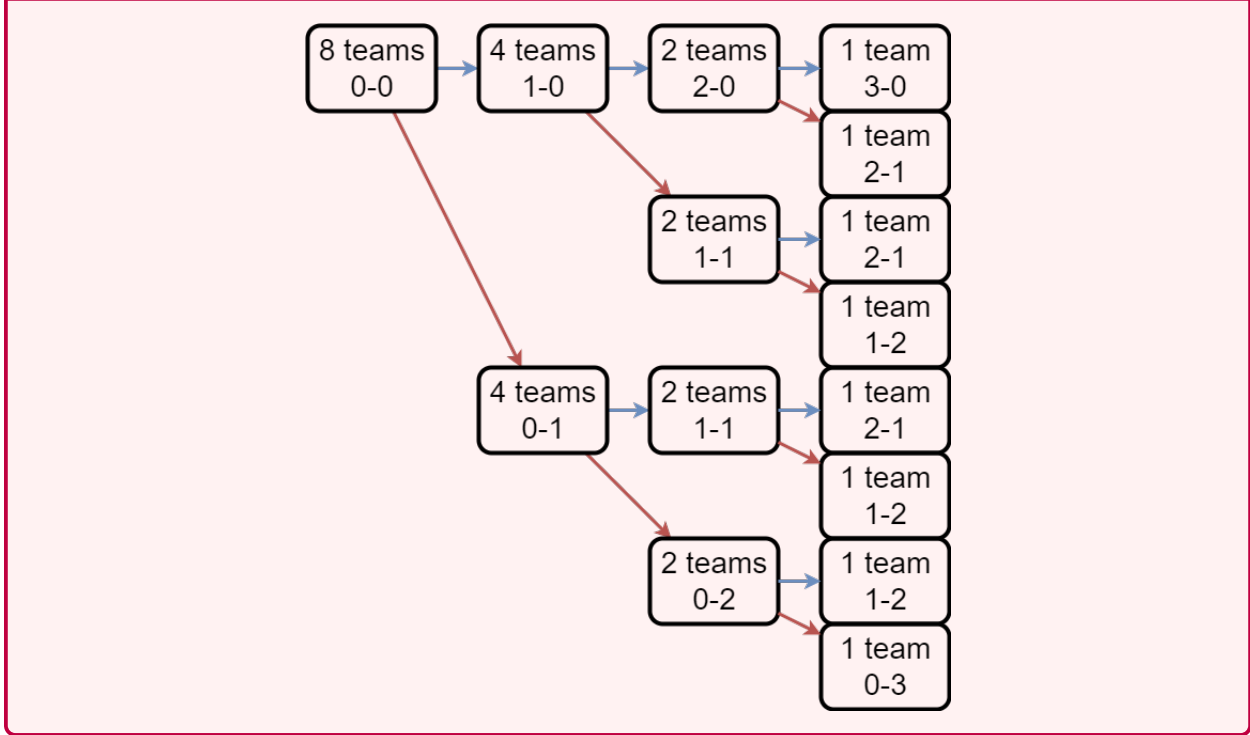 8 teams
0-0
4 teams
1-0
2 teams
2-0
1 team
3-0
1 team
2-1
2 teams
1-1
1 team
2-1
1 team
1-2
4 teams
0-1
2 teams
1-1
1 team
2-1
1 team
1-2
2 teams
0-2
1 team
1-2
1 team
0-3